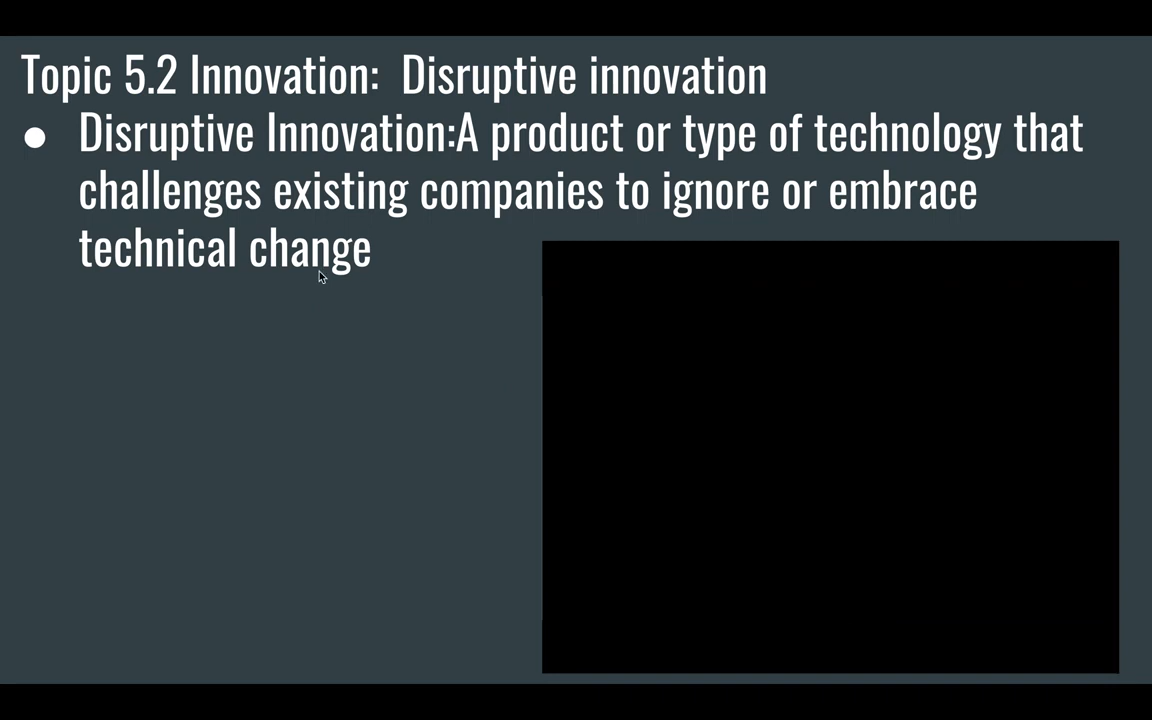 Topic 5.2 Innovation:  Disruptive innovation
● Disruptive Innovation:A product or type of technology that
challenges existing companies to ignore or embrace
technical change